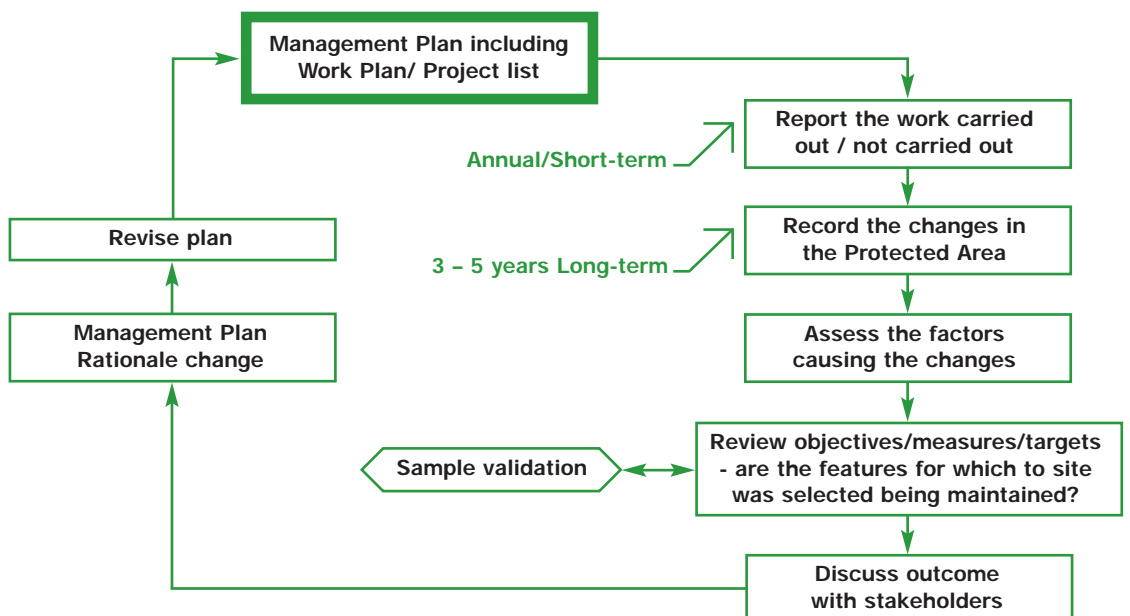 Management Plan including
Work Plan/ Project list
Report the work carried
out / not carried out
Annual/Short-term
Record the changes in
the Protected Area
3 – 5 years Long-term
Revise plan
Assess the factors
causing the changes
Management Plan
Rationale change
Review objectives/measures/targets
- are the features for which to site
was selected being maintained?
Sample validation
Discuss outcome
with stakeholders